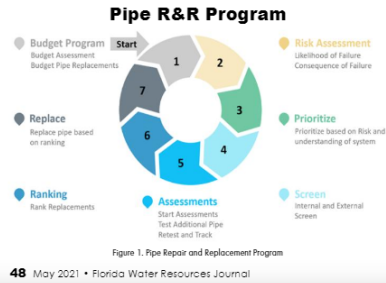 Pipe R&R Program
Budget Program
Budget Assessment
Budget Pipe Replacements
Start
1
2
3
4
5
6
7
Risk Assessment
Likelihood of Failure
Consequence of Failure
Prioritize
Prioritize based on Risk and
understanding of system
Screen
Internal and External
Screen
Assessments
Start Assessments
Test Additional Pipe
Retest and Track
Ranking
Rank Replacements
Replace
Replace pipe based
on ranking
Figure 1. Pipe Repair and Replacement Program
48 May 2021 • Florida Water Resources Journal